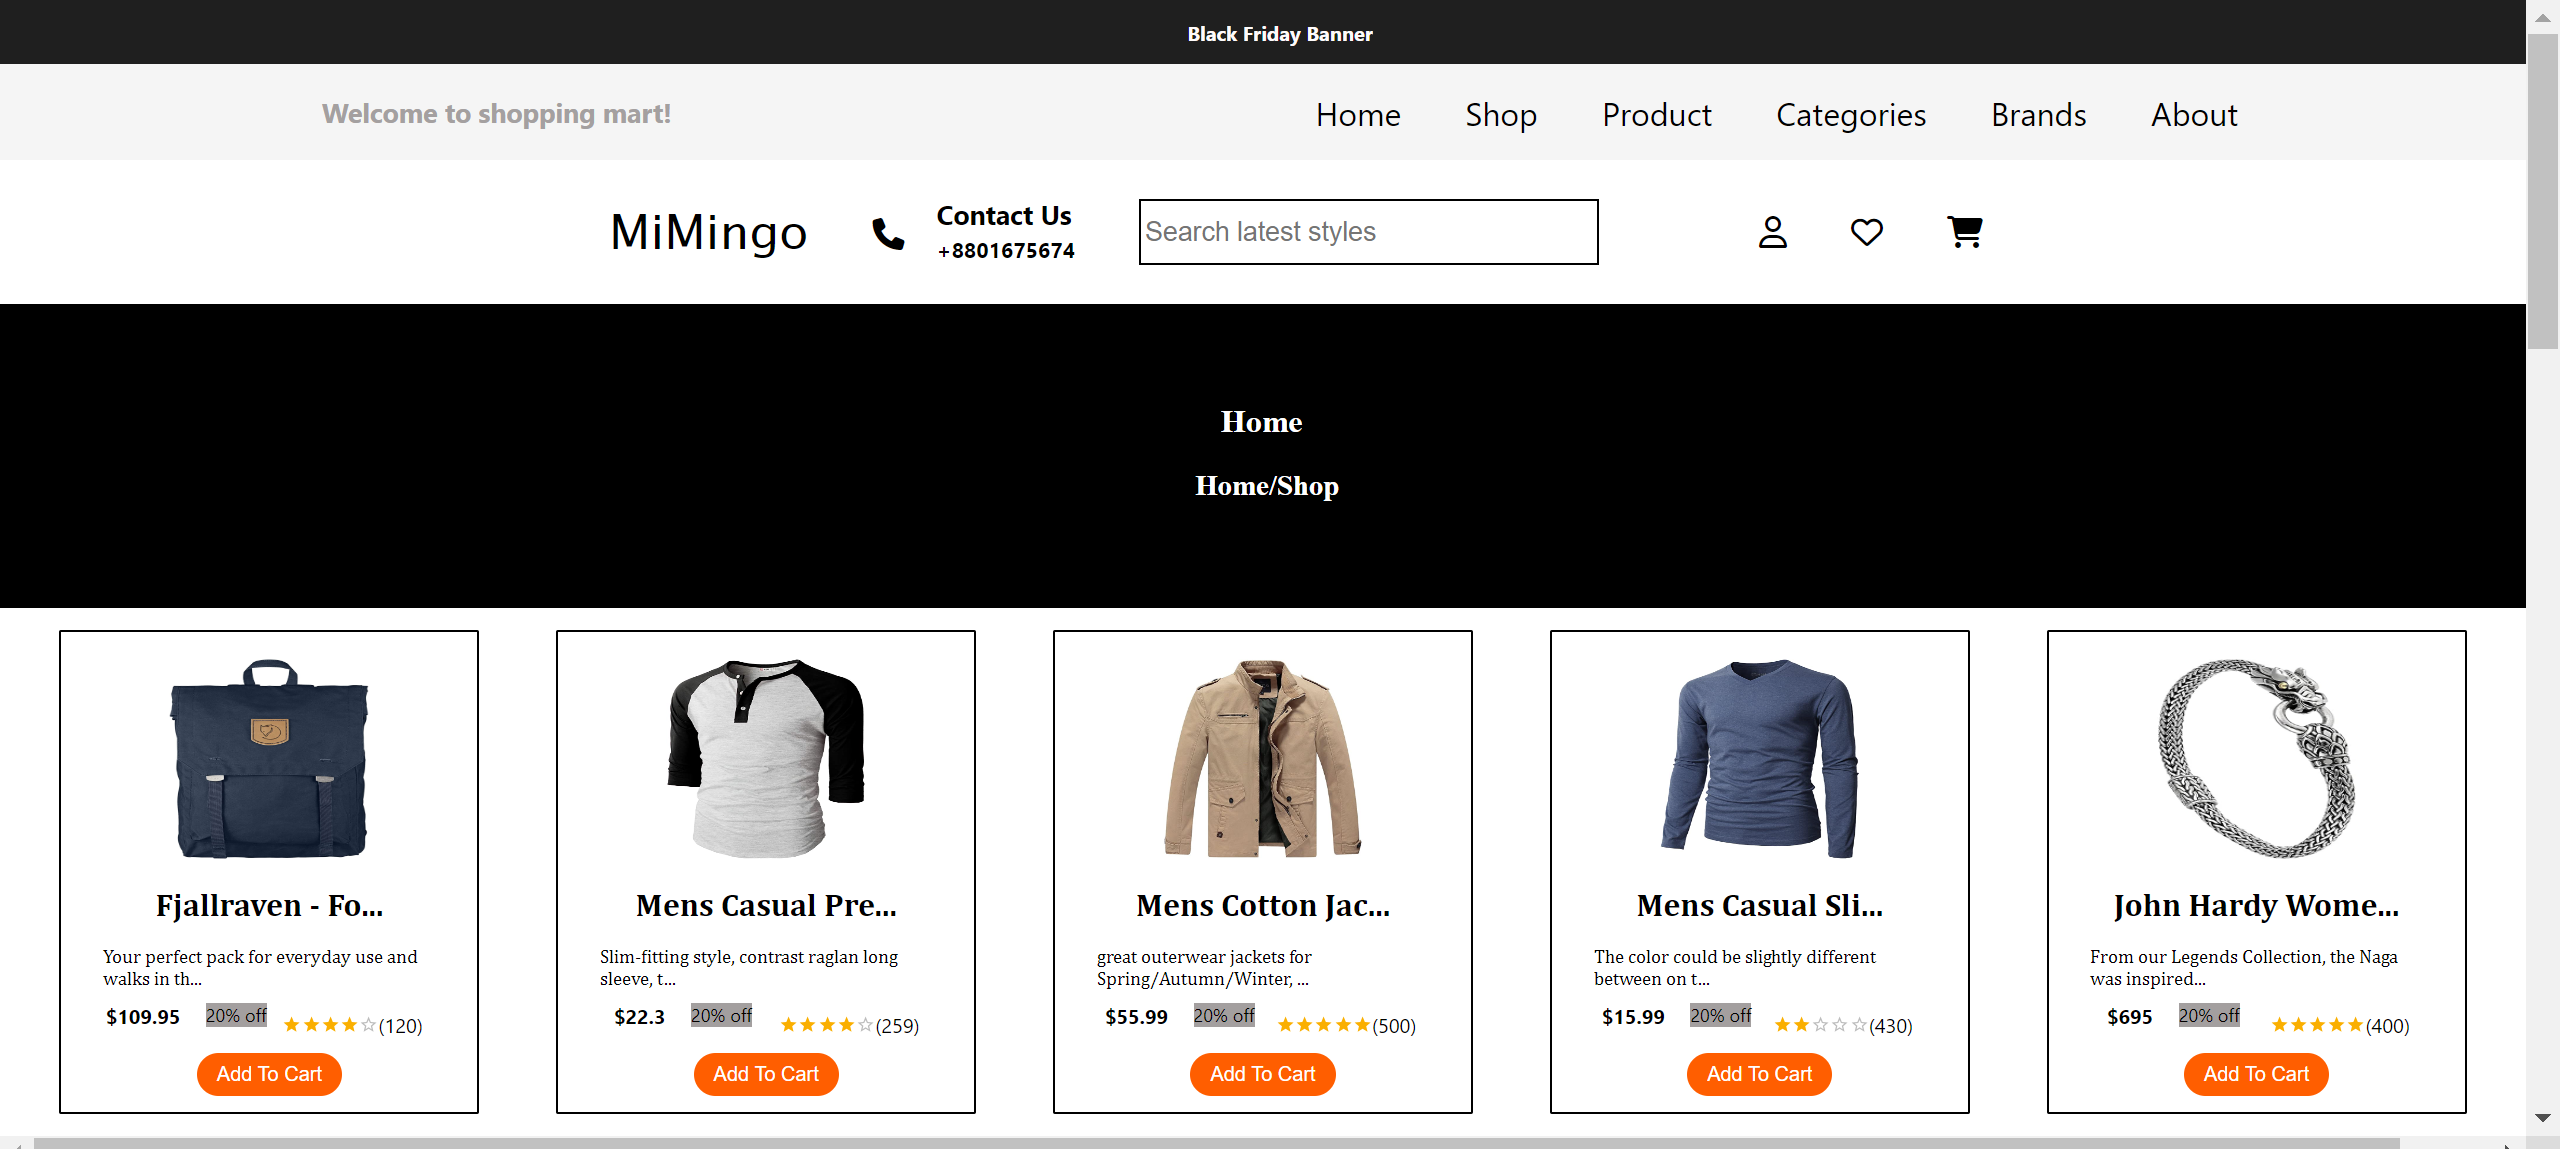 Black Friday Banner
Welcome to shopping mart!
Home Shop Product Categories Brands About
MiMingo
Contact Us
+8801675674
Search latest styles
Home
Home/Shop
Fjallraven - Fo...
Your perfect pack for everyday use and
walks in th...
$109.95 20% off (120)
Add To Cart
Mens Casual Pre...
Slim-fitting style, contrast raglan long
sleeve, t...
$22.3 20% off (259)
Add To Cart
Mens Cotton Jac...
great outerwear jackets for
Spring/Autumn/Winter, ...
$55.99 20% off (500)
Add To Cart
Mens Casual Sli...
The color could be slightly different
between on t...
$15.99 20% off (430)
Add To Cart
John Hardy Wome...
From our Legends Collection, the Naga
was inspired...
$695 20% off (400)
Add To Cart